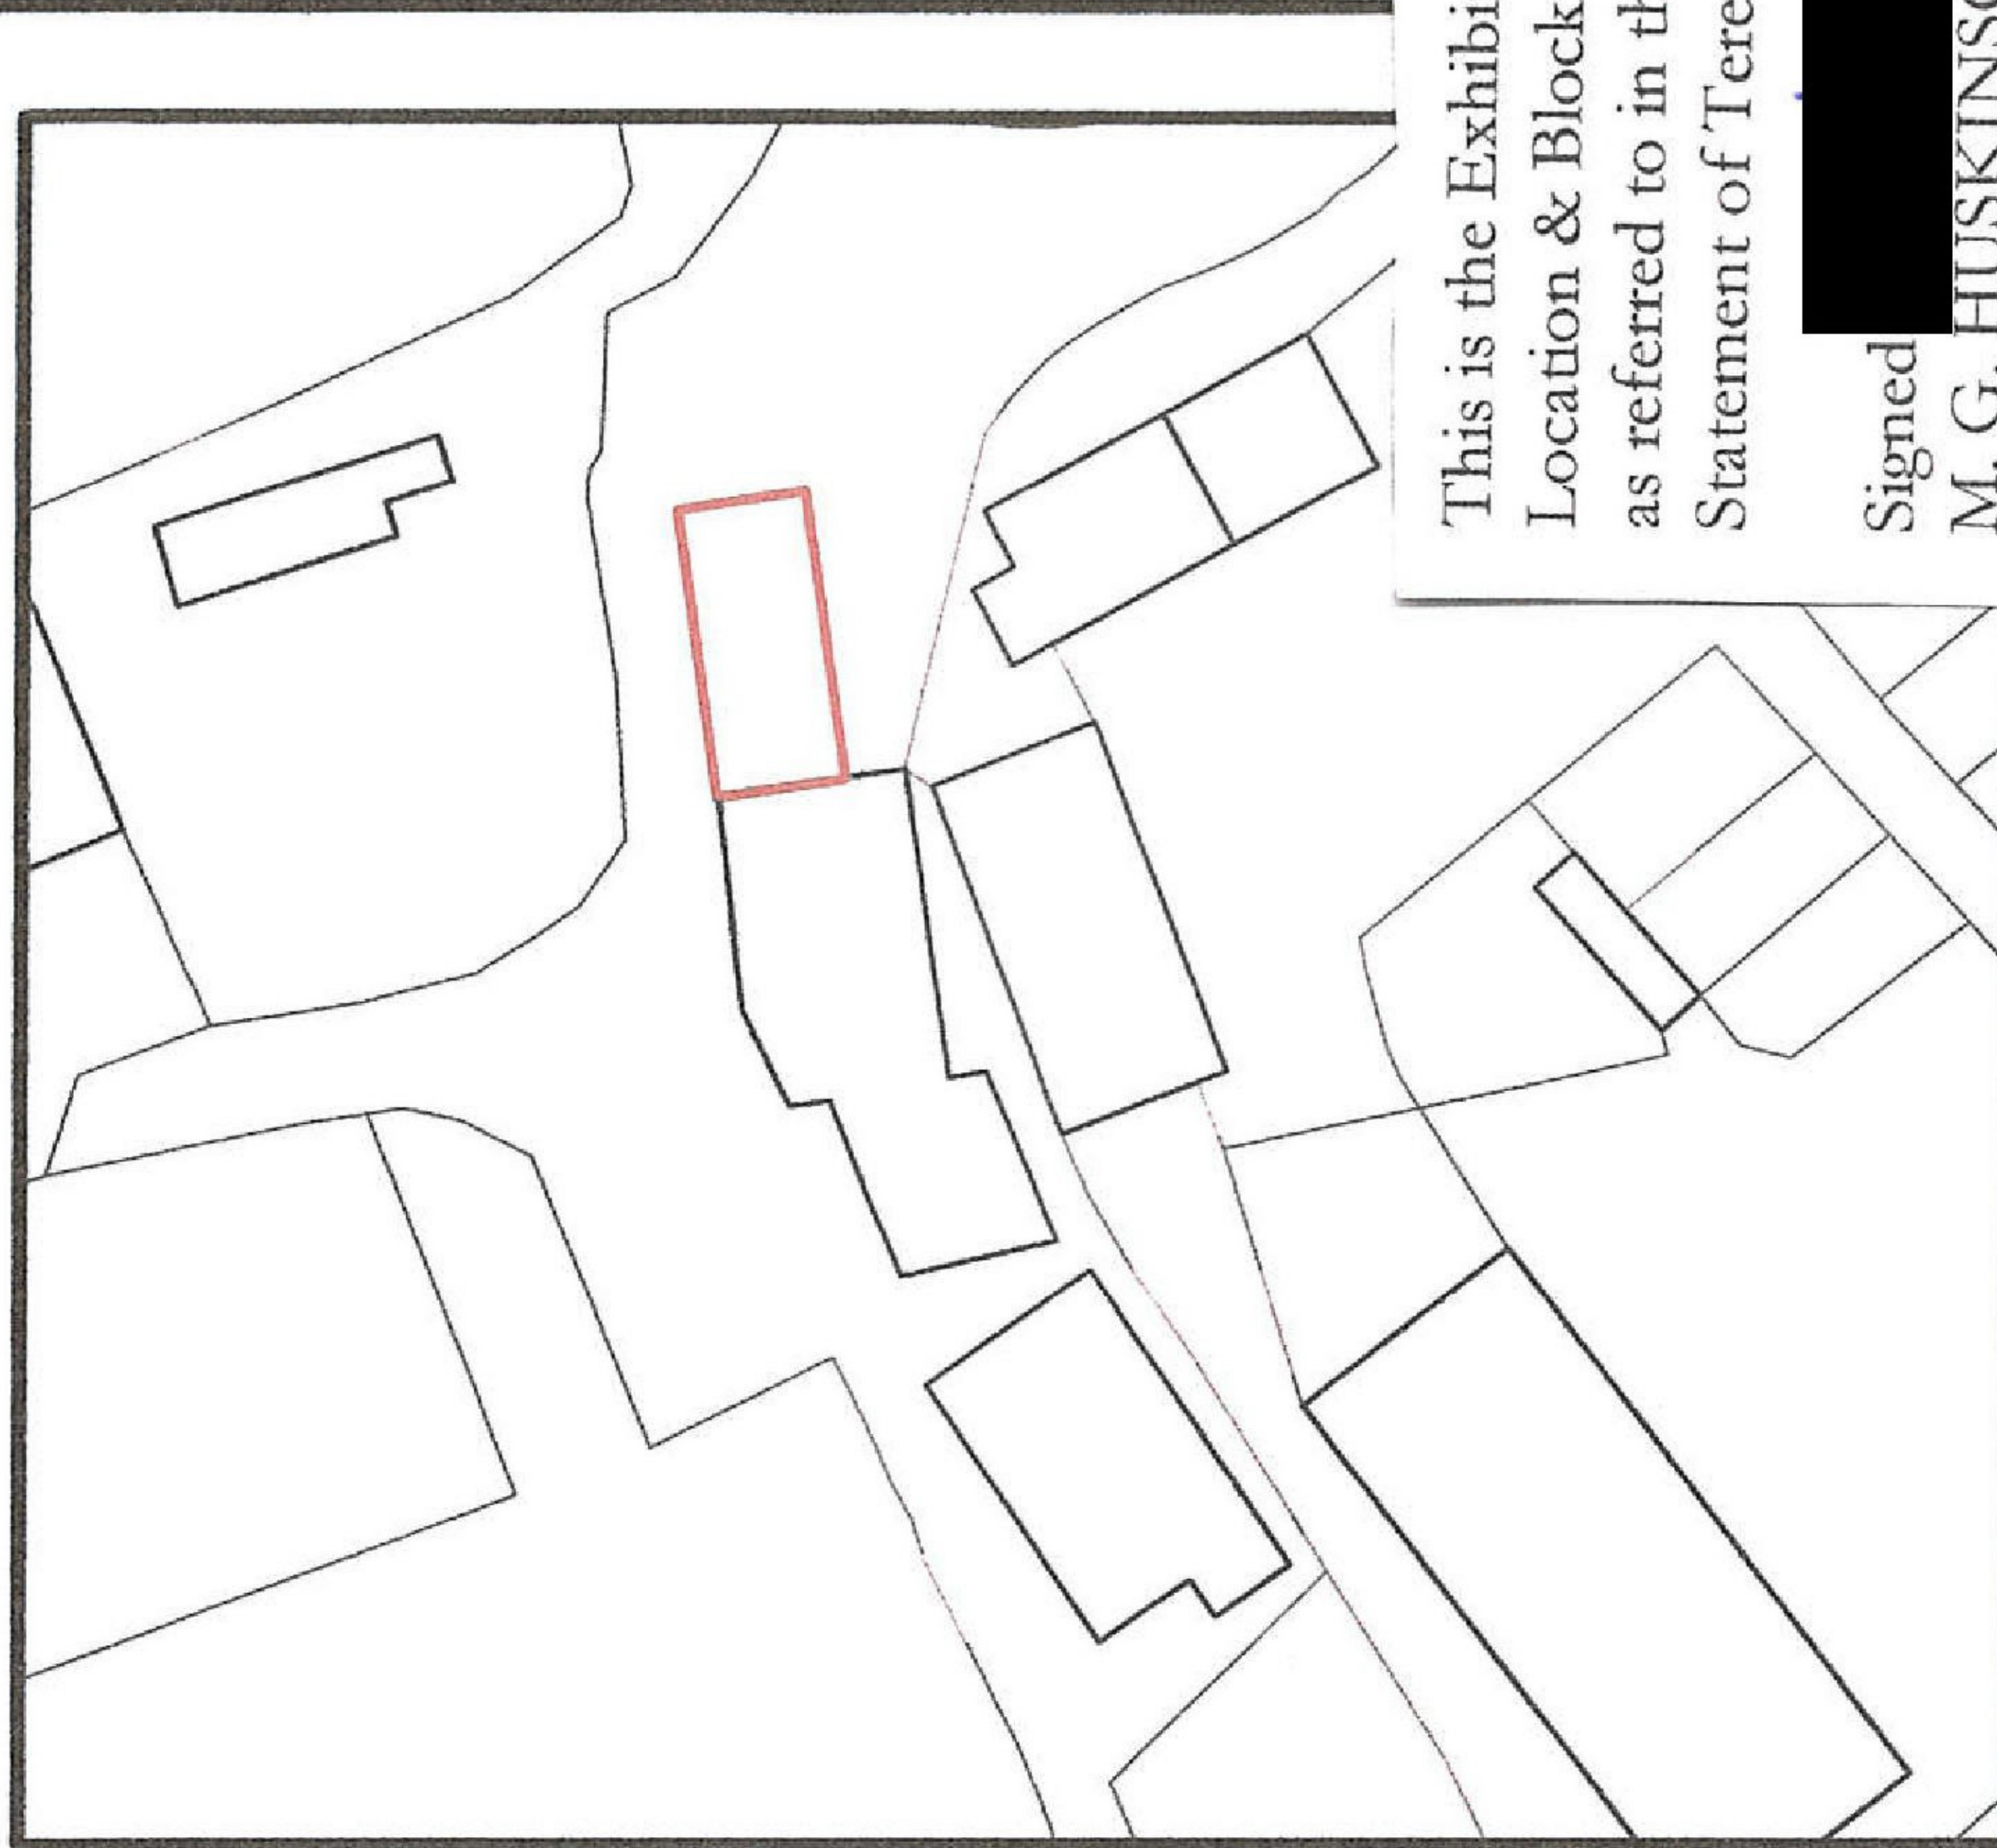 This is the Exhibi
Location & Block
as referred to in th
Statement of Tere
Signed
M. G. HUSKINSO